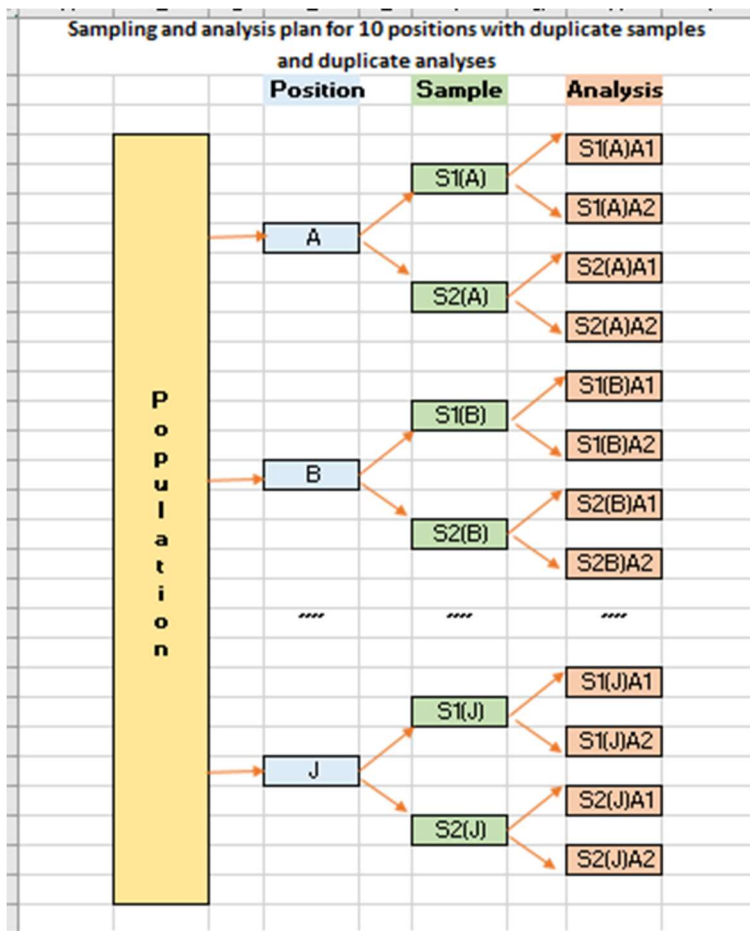 Sampling and analysis plan for 10 positions with duplicate samples
and duplicate analyses
Position Sample Analysis
S1(A)A1
S1(A)
S1(A)A2
A
S2(A)A1
S2(A)
S2(A)A2
Population
S1(B)A1
S1(B)
S1(B)A2
B
S2(B)A1
S2(B)
S2B)A2
,,,, ,,,, ,,,,
S1(J)A1
S1(J)
S1(J)A2
J
S2(J)A1
S2(J)
S2(J)A2